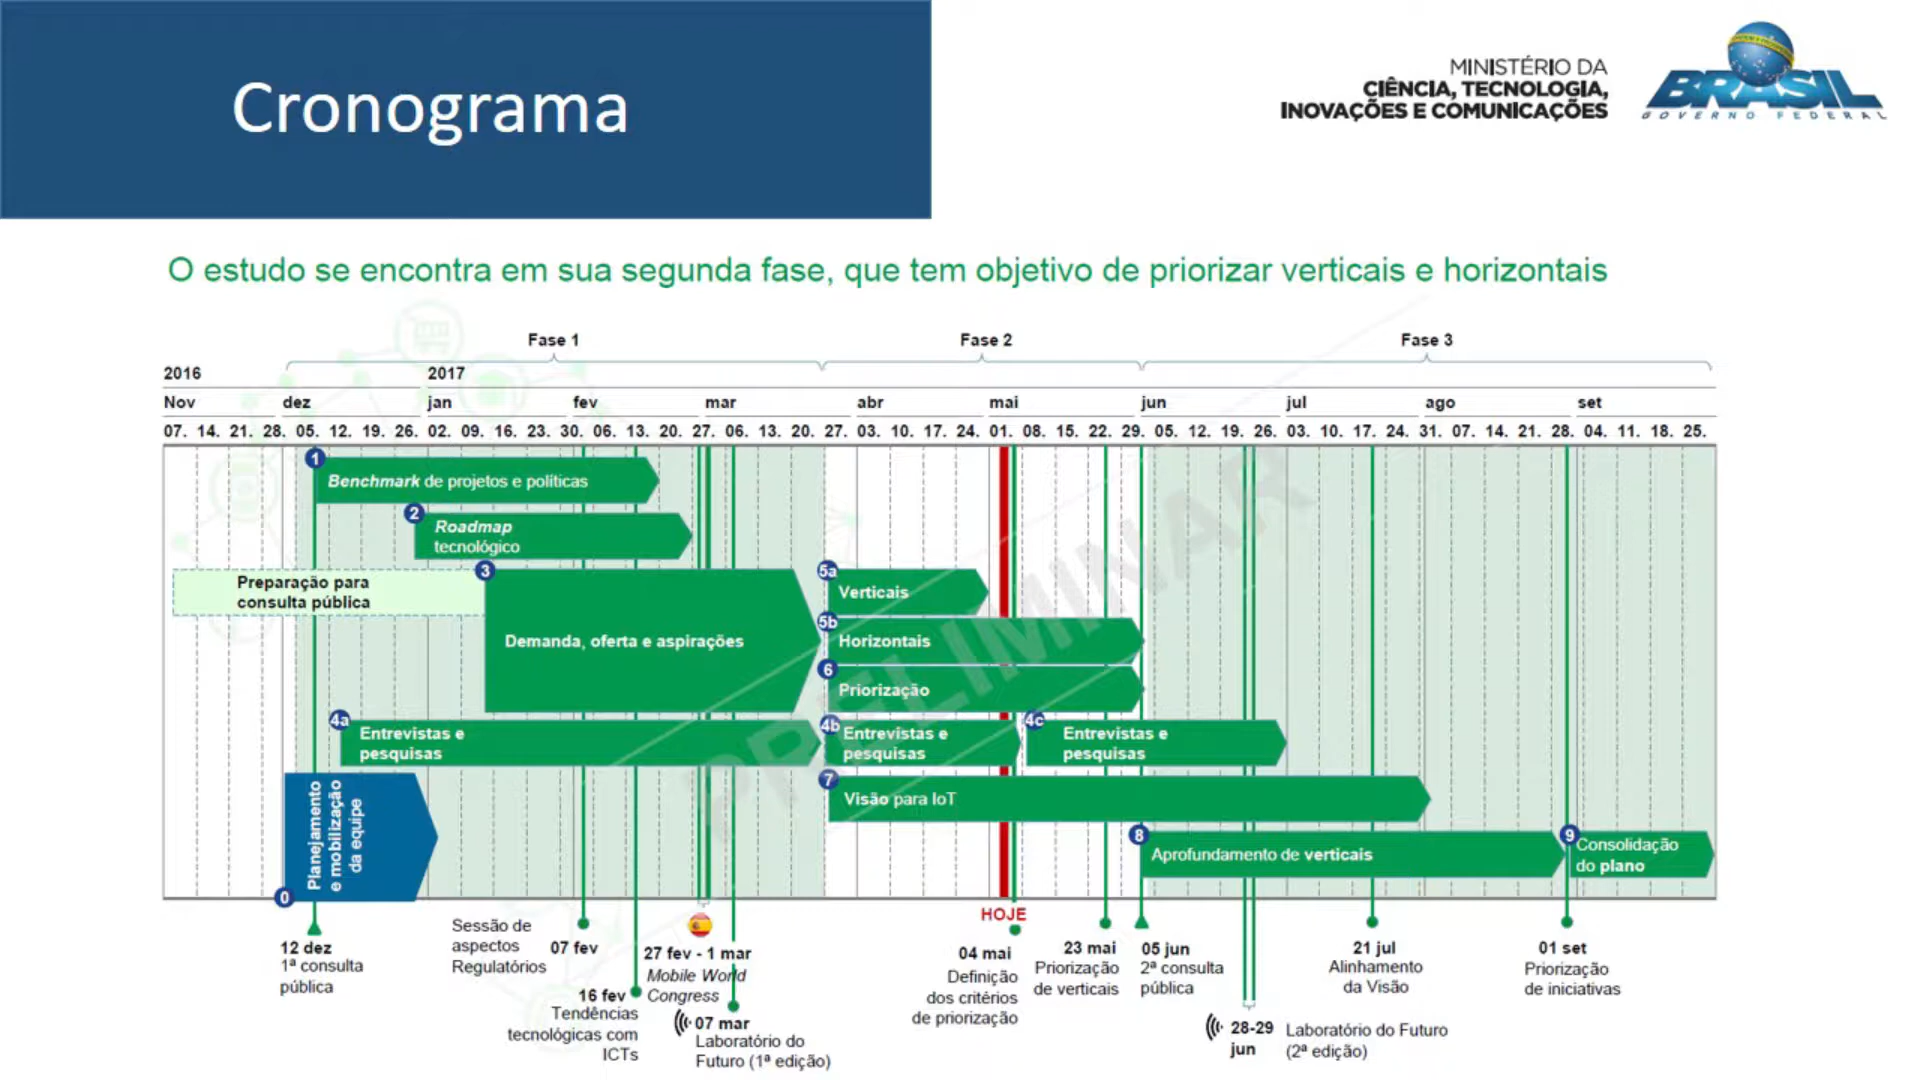 Cronograma
MINISTÉRIO DA
CIÊNCIA, TECNOLOGIA,
INOVAÇÕES E COMUNICAÇÕES
BRASIL
GOVERNO FEDERAL
O estudo se encontra em sua segunda fase, que tem objetivo de priorizar verticais e horizontais
Fase 1 Fase 2 Fase 3
2016 2017
Nov dez jan fev mar abr mai jun jul ago set
07. 14. 21. 28. 05. 12. 19. 26. 02. 09. 16. 23. 30. 06. 13. 20. 27. 06. 13. 20. 27. 03. 10. 17. 24. 01. 08. 15. 22. 29. 05. 12. 19. 26. 03. 10. 17. 24. 31. 07. 14. 21. 28. 04. 11. 18. 25.
1
Benchmark de projetos e políticas
2
Roadmap
tecnológico
Preparação para
consulta pública
3
Demanda, oferta e aspirações
5a
Verticais
5b
Horizontais
6
Priorização
4a
Entrevistas e
pesquisas
4b
Entrevistas e
pesquisas
4c
Entrevistas e
pesquisas
7
Visão para IoT
0
Planejamento
e mobilização
da equipe
8
Aprofundamento de verticais
9
Consolidação
do plano
PRELIMINAR
HOJE
12 dez
1ª consulta
pública
Sessão de
aspectos
Regulatórios
07 fev
16 fev
Tendências
tecnológicas com
ICTs
27 fev - 1 mar
Mobile World
Congress
07 mar
Laboratório do
Futuro (1ª edição)
04 mai
Definição
dos critérios
de priorização
23 mai
Priorização
de verticais
05 jun
2ª consulta
pública
28-29
jun
Laboratório do Futuro
(2ª edição)
21 jul
Alinhamento
da Visão
01 set
Priorização
de iniciativas